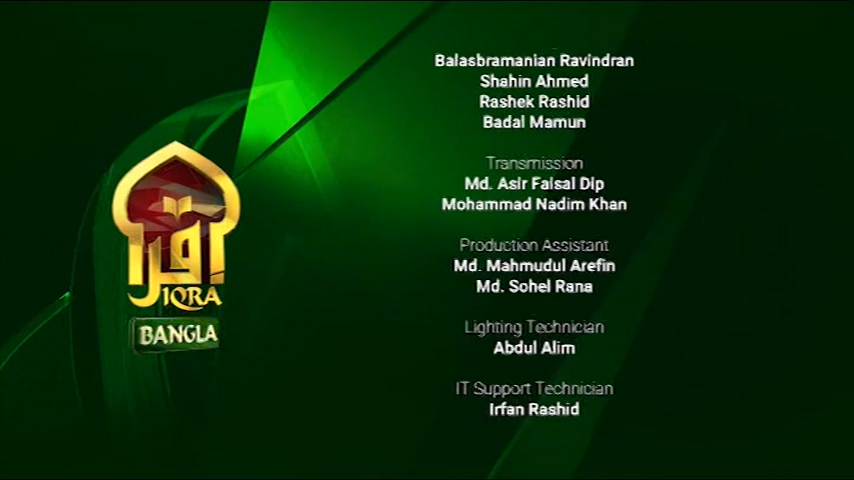 اقرأ
IQRA
BANGLA
Balasbramanian Ravindran
Shahin Ahmed
Rashek Rashid
Badal Mamun
Transmission
Md. Asir Faisal Dip
Mohammad Nadim Khan
Production Assistant
Md. Mahmudul Arefin
Md. Sohel Rana
Lighting Technician
Abdul Alim
IT Support Technician
Irfan Rashid